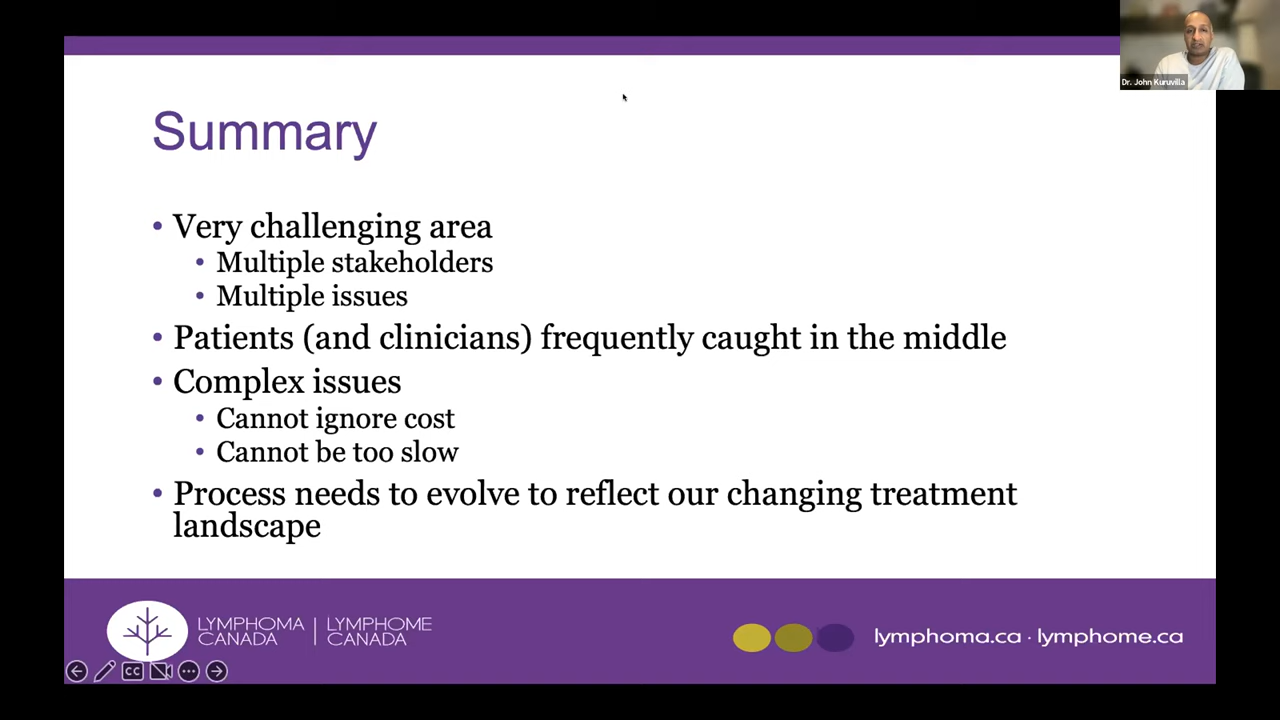 Dr. John Kuruvilla
Summary
• Very challenging area
• Multiple stakeholders
• Multiple issues
• Patients (and clinicians) frequently caught in the middle
• Complex issues
• Cannot ignore cost
• Cannot be too slow
• Process needs to evolve to reflect our changing treatment
landscape
LYMPHOMA | LYMPHOME
CANADA | CANADA
lymphoma.ca · lymphome.ca
CC